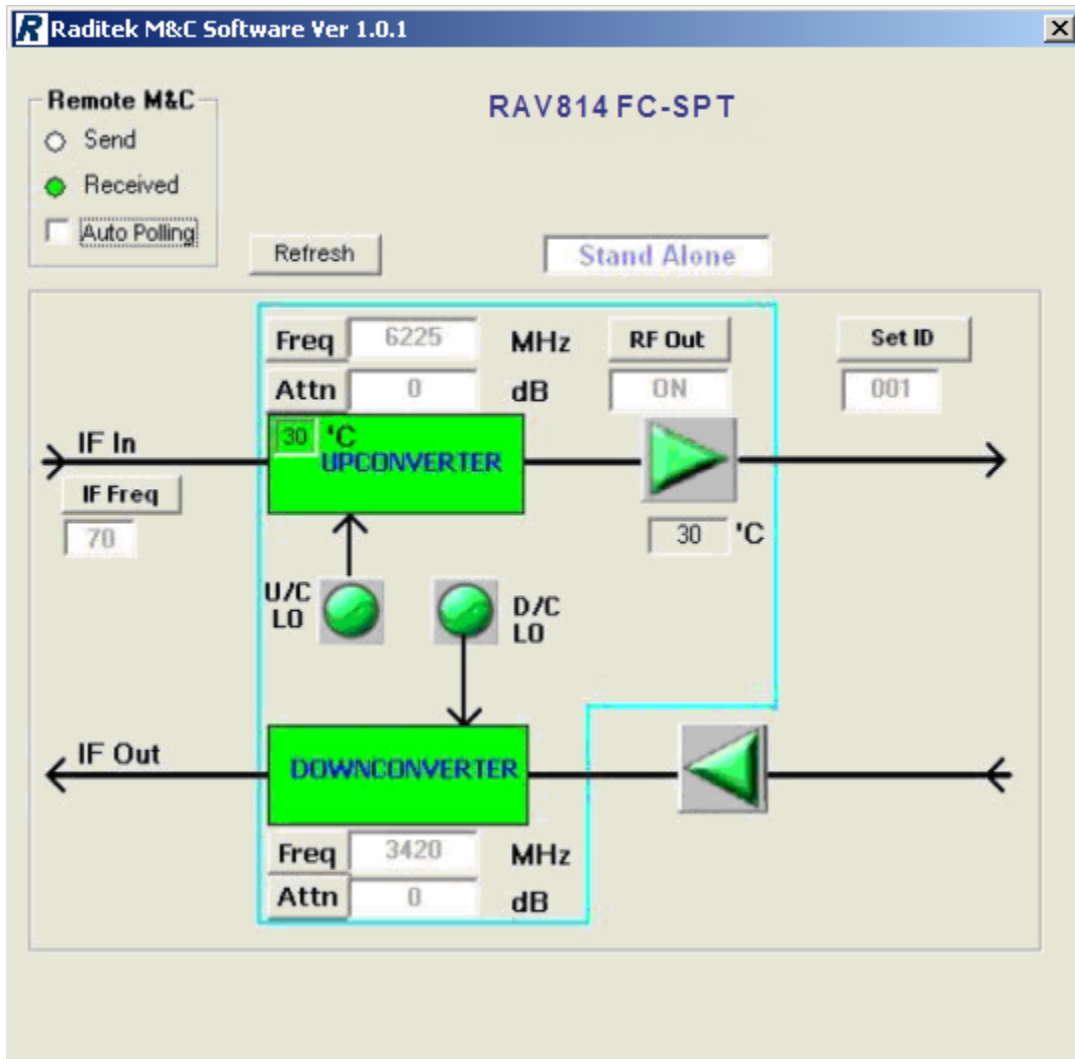 R Raditek M&C Software Ver 1.0.1
Remote M&C
Send
Received
Auto Polling
RAV814 FC-SPT
Refresh
Stand Alone
Freq 6225 MHz
RF Out
Set ID
Attn 0 dB
ON
001
IF In
30 'C
UPCONVERTER
IF Freq
70
30 'C
U/C
LO
D/C
LO
IF Out
DOWNCONVERTER
Freq 3420 MHz
Attn 0 dB